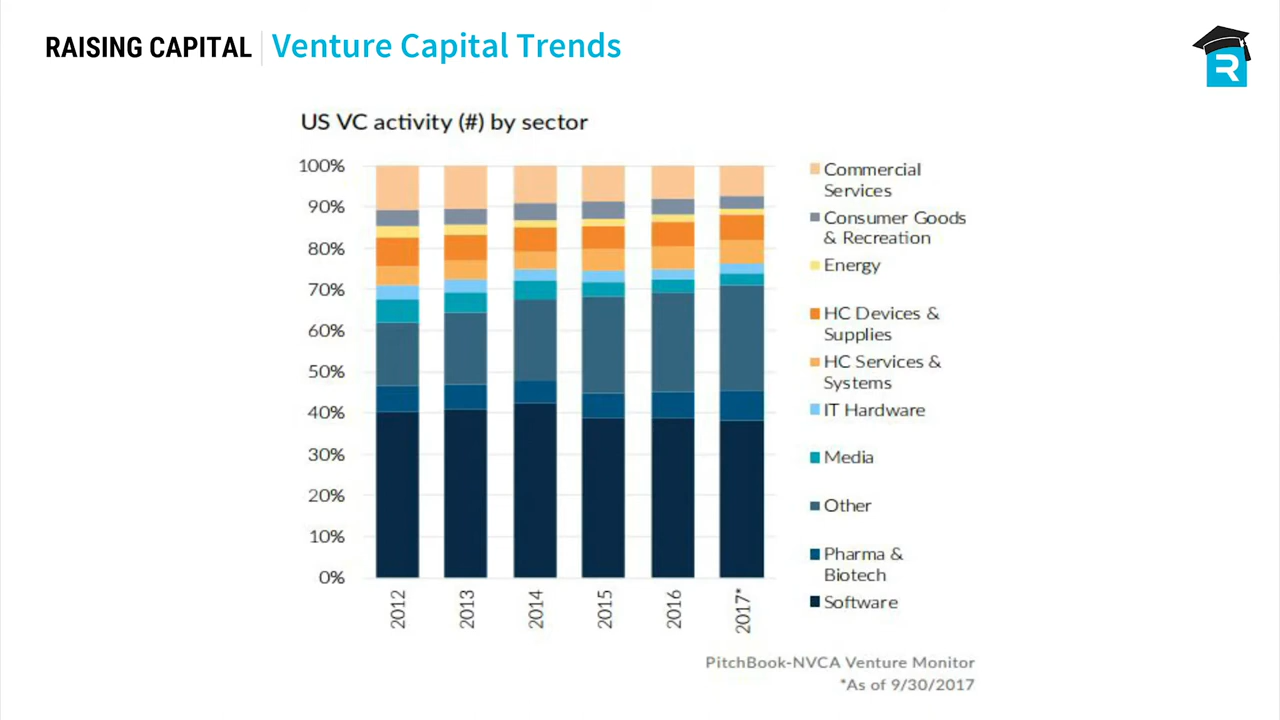 RAISING CAPITAL Venture Capital Trends
R
US VC activity (#) by sector
100%
90%
80%
70%
60%
50%
40%
30%
20%
10%
0%
2012
2013
2014
2015
2016
2017*
Commercial
Services
Consumer Goods
& Recreation
Energy
HC Devices &
Supplies
HC Services &
Systems
IT Hardware
Media
Other
Pharma &
Biotech
Software
PitchBook-NVCA Venture Monitor
*As of 9/30/2017